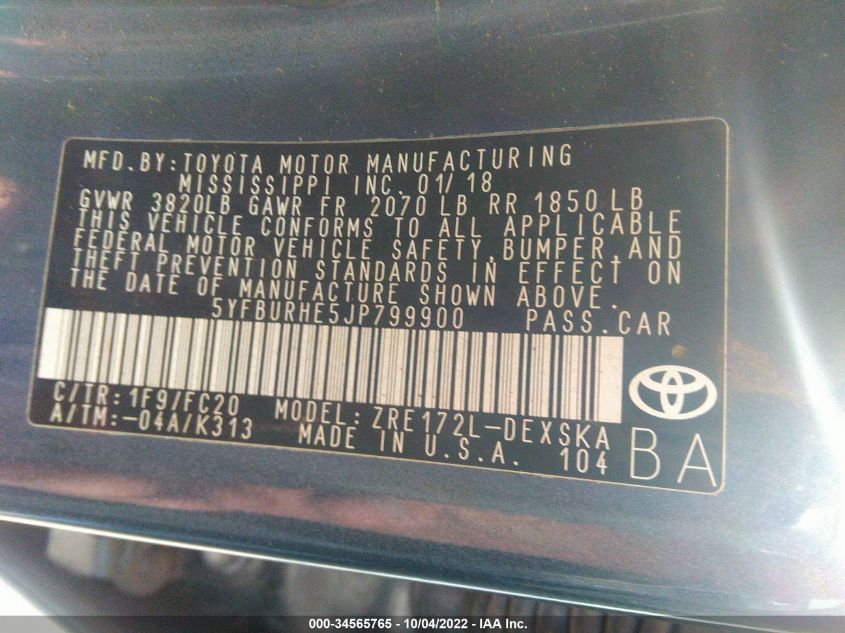 MFD. BY: TOYOTA MOTOR MANUFACTURING
MISSISSIPPI INC. 01/18
GVWR 3820LB GAWR FR 2070 LB RR 1850 LB
THIS VEHICLE CONFORMS TO ALL APPLICABLE
FEDERAL MOTOR VEHICLE SAFETY, BUMPER, AND
THEFT PREVENTION STANDARDS IN EFFECT ON
THE DATE OF MANUFACTURE SHOWN ABOVE.
5YFBURHE5JP799900 PASS. CAR
C/TR: 1F9/FC20 MODEL: ZRE172L-DEXSKA
A/TM: -04A/K313 MADE IN U.S.A. 104
BA
000-34565765 - 10/04/2022 - IAA Inc.